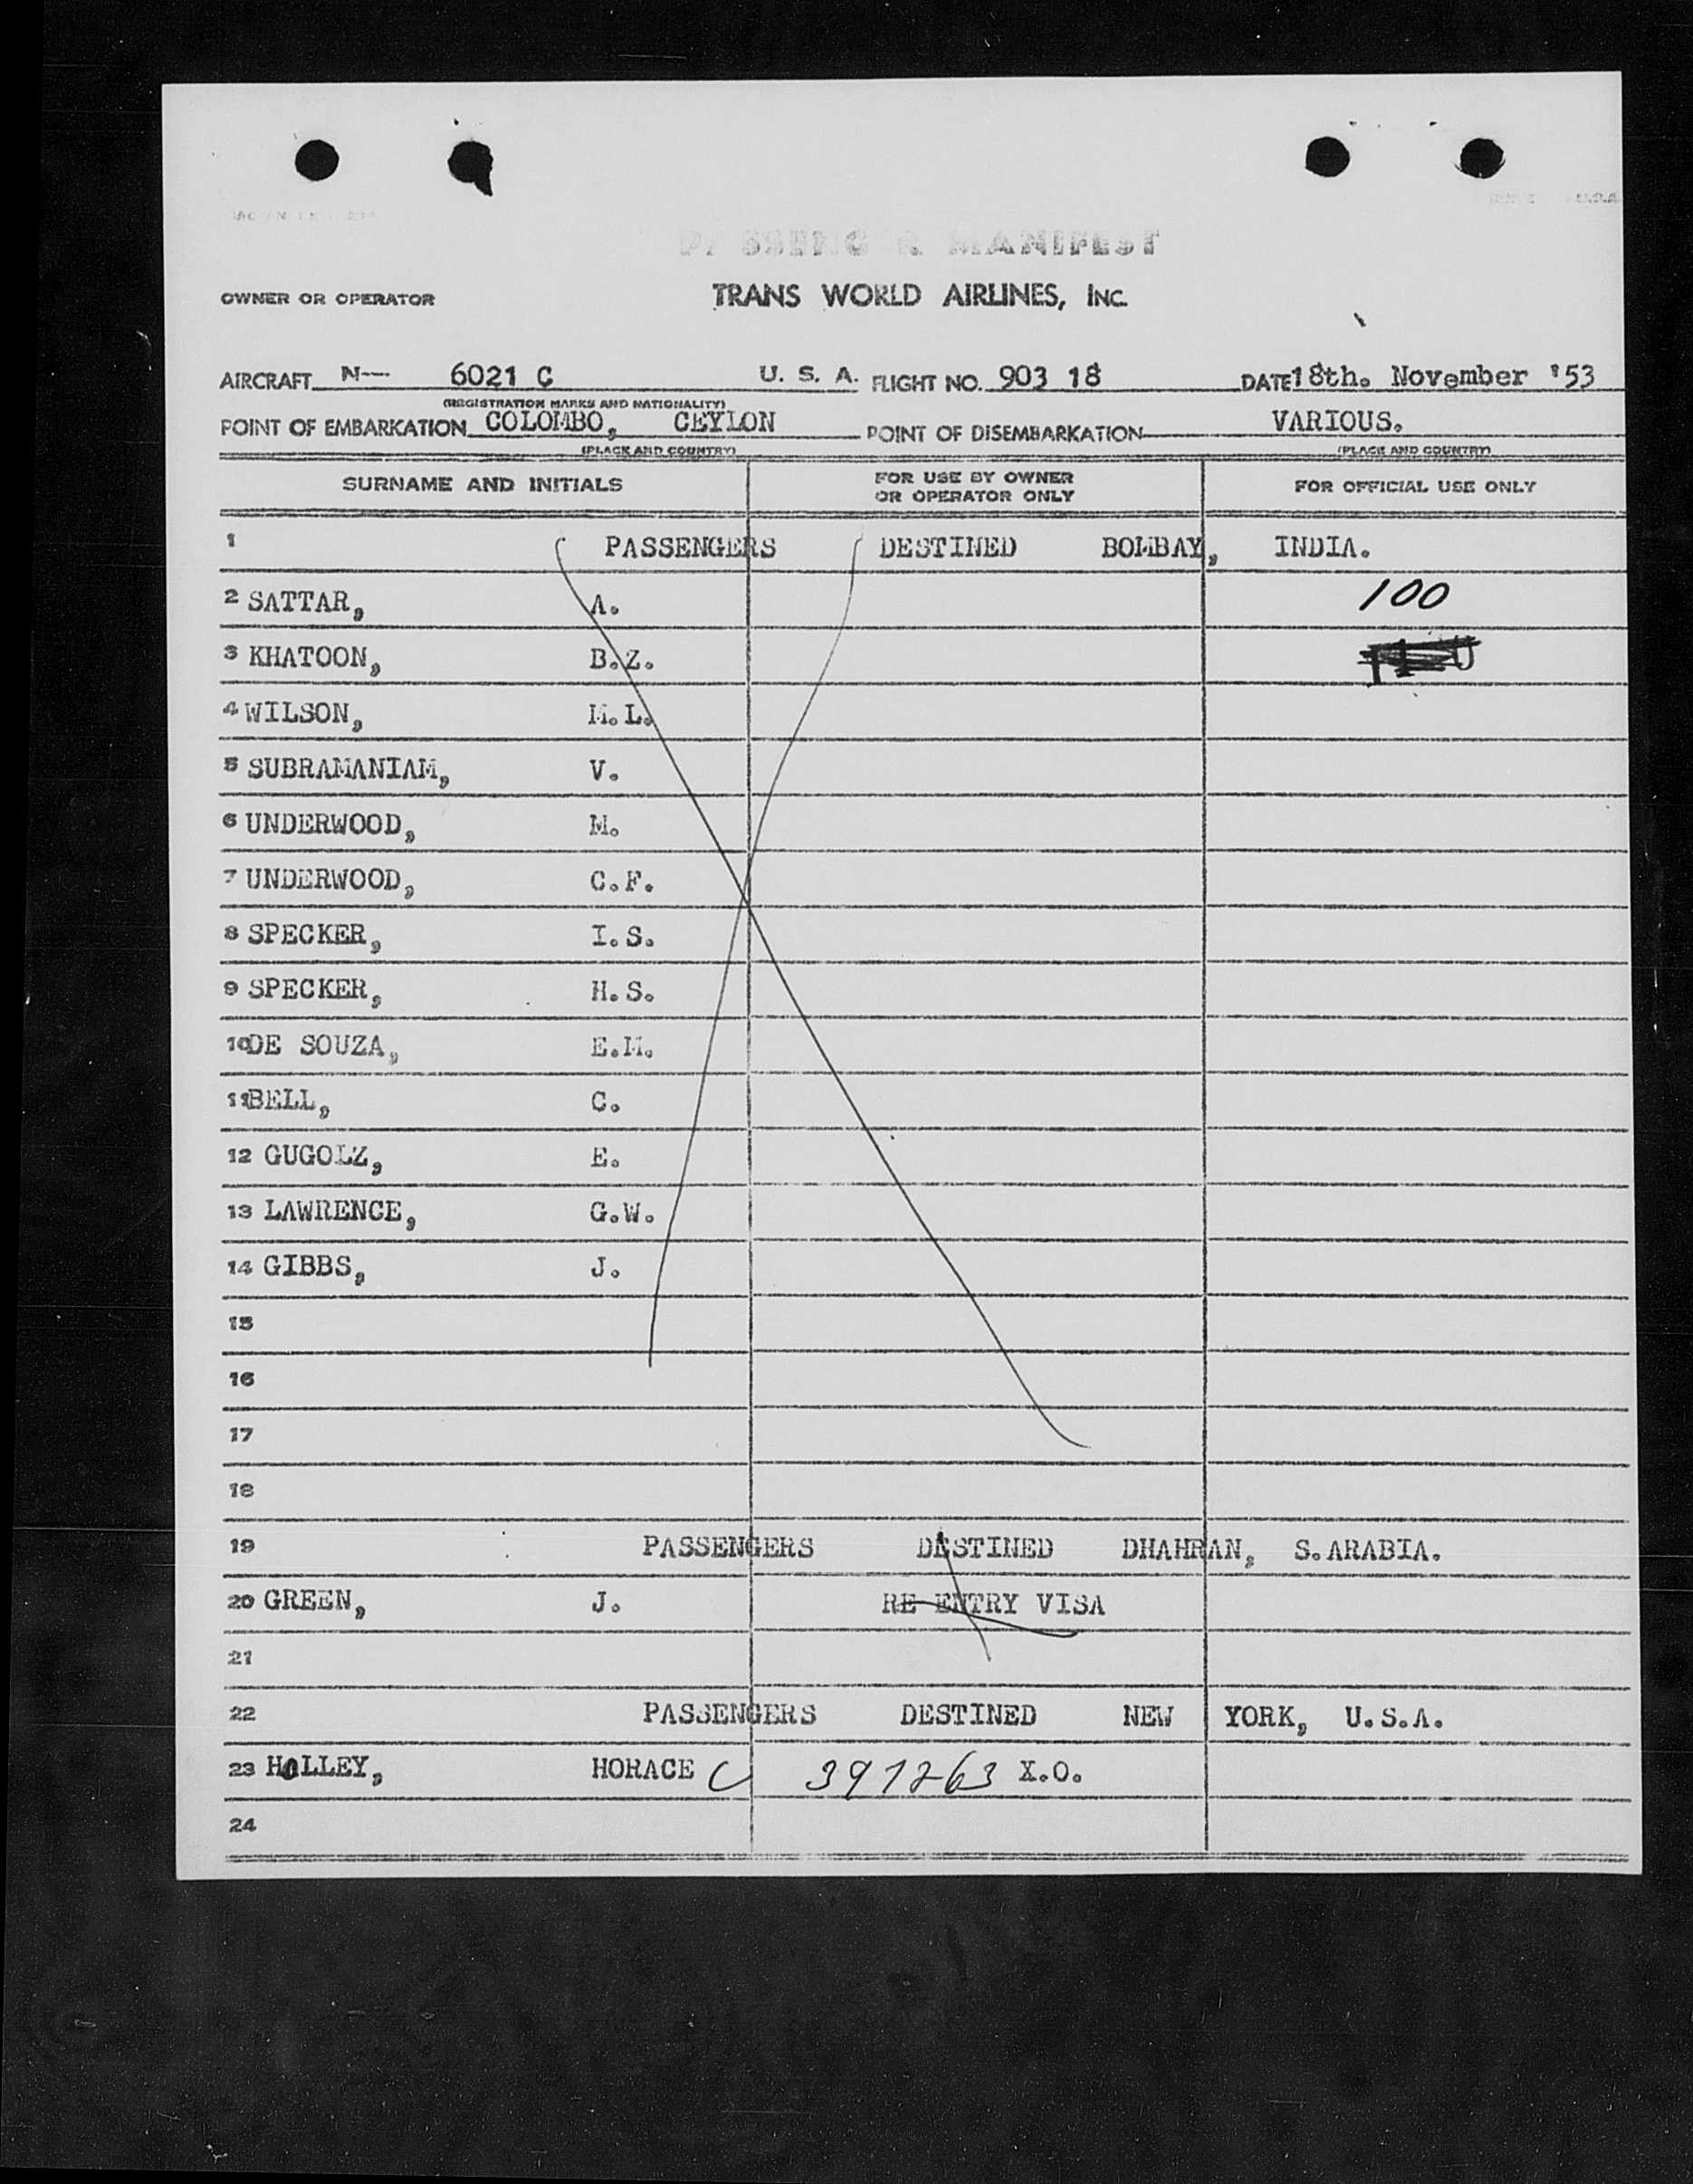 PASSENGER MANIFEST
OWNER OR OPERATOR TRANS WORLD AIRLINES, INC.
AIRCRAFT N— 6021 C U. S. A. FLIGHT NO. 903 18 DATE 18th. November '53
(REGISTRATION MARKS AND NATIONALITY)
POINT OF EMBARKATION COLOMBO, CEYLON POINT OF DISEMBARKATION VARIOUS.
(PLACE AND COUNTRY) (PLACE AND COUNTRY)
SURNAME AND INITIALS FOR USE BY OWNER OR OPERATOR ONLY FOR OFFICIAL USE ONLY
1 PASSENGERS DESTINED BOMBAY, INDIA.
2 SATTAR, A. 100
3 KHATOON, B.Z.
4 WILSON, M.L.
5 SUBRAMANIAM, V.
6 UNDERWOOD, M.
7 UNDERWOOD, C.F.
8 SPECKER, I.S.
9 SPECKER, H.S.
10 DE SOUZA, E.M.
11 BELL, C.
12 GUGOLZ, E.
13 LAWRENCE, G.W.
14 GIBBS, J.
15
16
17
18
19 PASSENGERS DESTINED DHAHRAN, S.ARABIA.
20 GREEN, J. RE-ENTRY VISA
21
22 PASSENGERS DESTINED NEW YORK, U.S.A.
23 HOLLEY, HORACE C 391263 X.O.
24